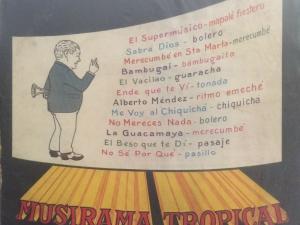 El Supermúsico - mapalé fiestero
Sabrá Dios - bolero
Merecumbé en Sta Marta - merecumbé
Bambugai - bambugaita
El Vacilao - guaracha
Ende que te Ví - tonada
Alberto Méndez - ritmo emeché
Me Voy al Chiquichá - chiquicha
No Mereces Nada - bolero
La Guacamaya - merecumbé
El Beso que te Di - pasaje
No Sé Por Qué - pasillo
MUSIRAMA TROPICAL